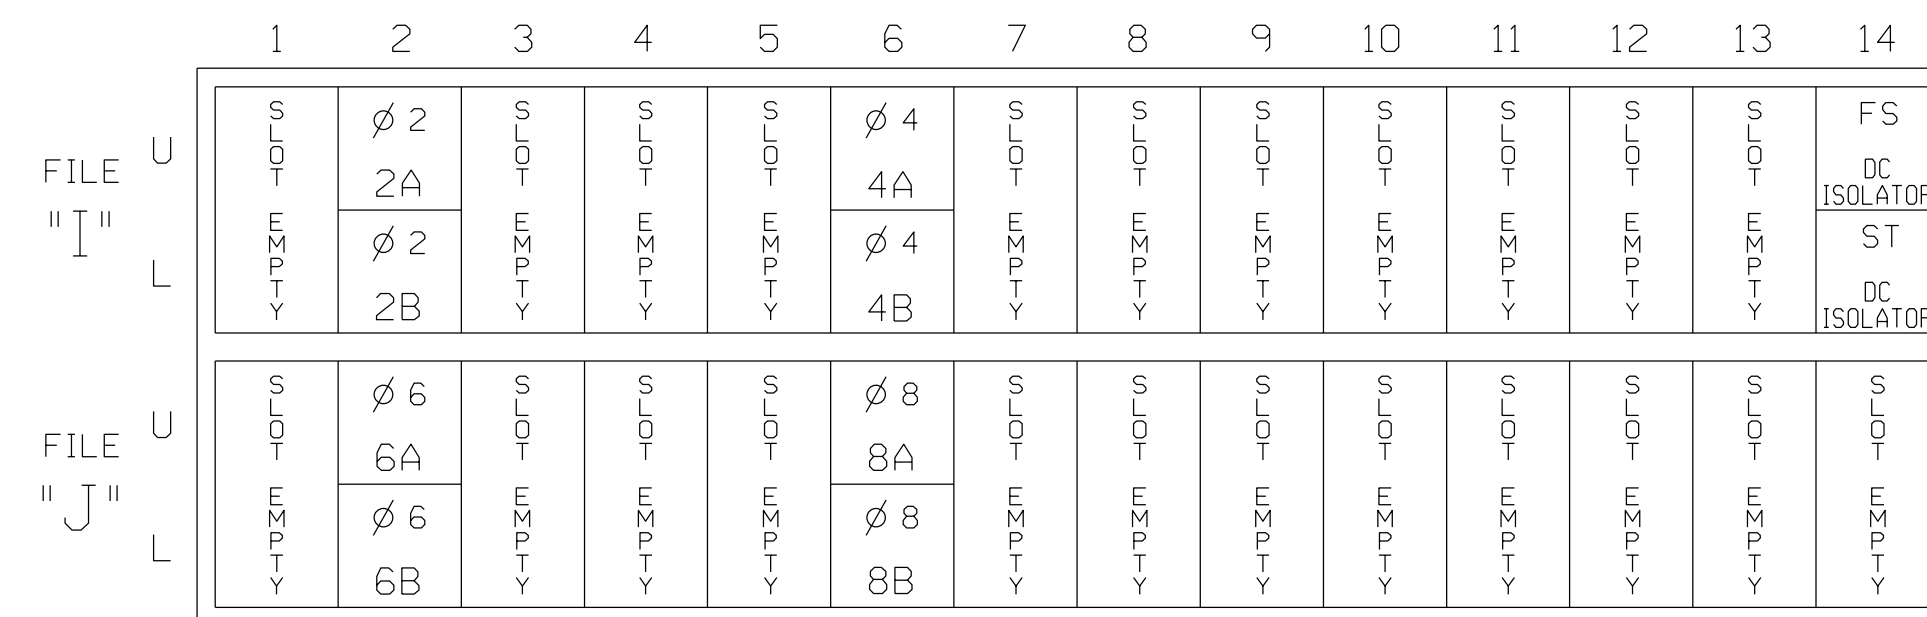 1 2 3 4 5 6 7 8 9 10 11 12 13 14
FILE "I"
U
L
SLOT EMPTY
ø 2
2A
ø 2
2B
SLOT EMPTY
SLOT EMPTY
SLOT EMPTY
ø 4
4A
ø 4
4B
SLOT EMPTY
SLOT EMPTY
SLOT EMPTY
SLOT EMPTY
SLOT EMPTY
SLOT EMPTY
SLOT EMPTY
FS
DC
ISOLATOR
ST
DC
ISOLATOR
FILE "J"
U
L
SLOT EMPTY
ø 6
6A
ø 6
6B
SLOT EMPTY
SLOT EMPTY
SLOT EMPTY
ø 8
8A
ø 8
8B
SLOT EMPTY
SLOT EMPTY
SLOT EMPTY
SLOT EMPTY
SLOT EMPTY
SLOT EMPTY
SLOT EMPTY
SLOT EMPTY